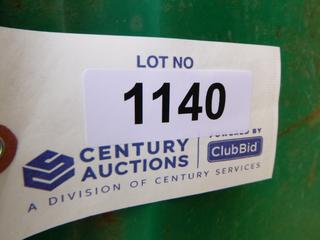 LOT NO
1140
CENTURY
AUCTIONS
POWERED BY
ClubBid
A DIVISION OF CENTURY SERVICES